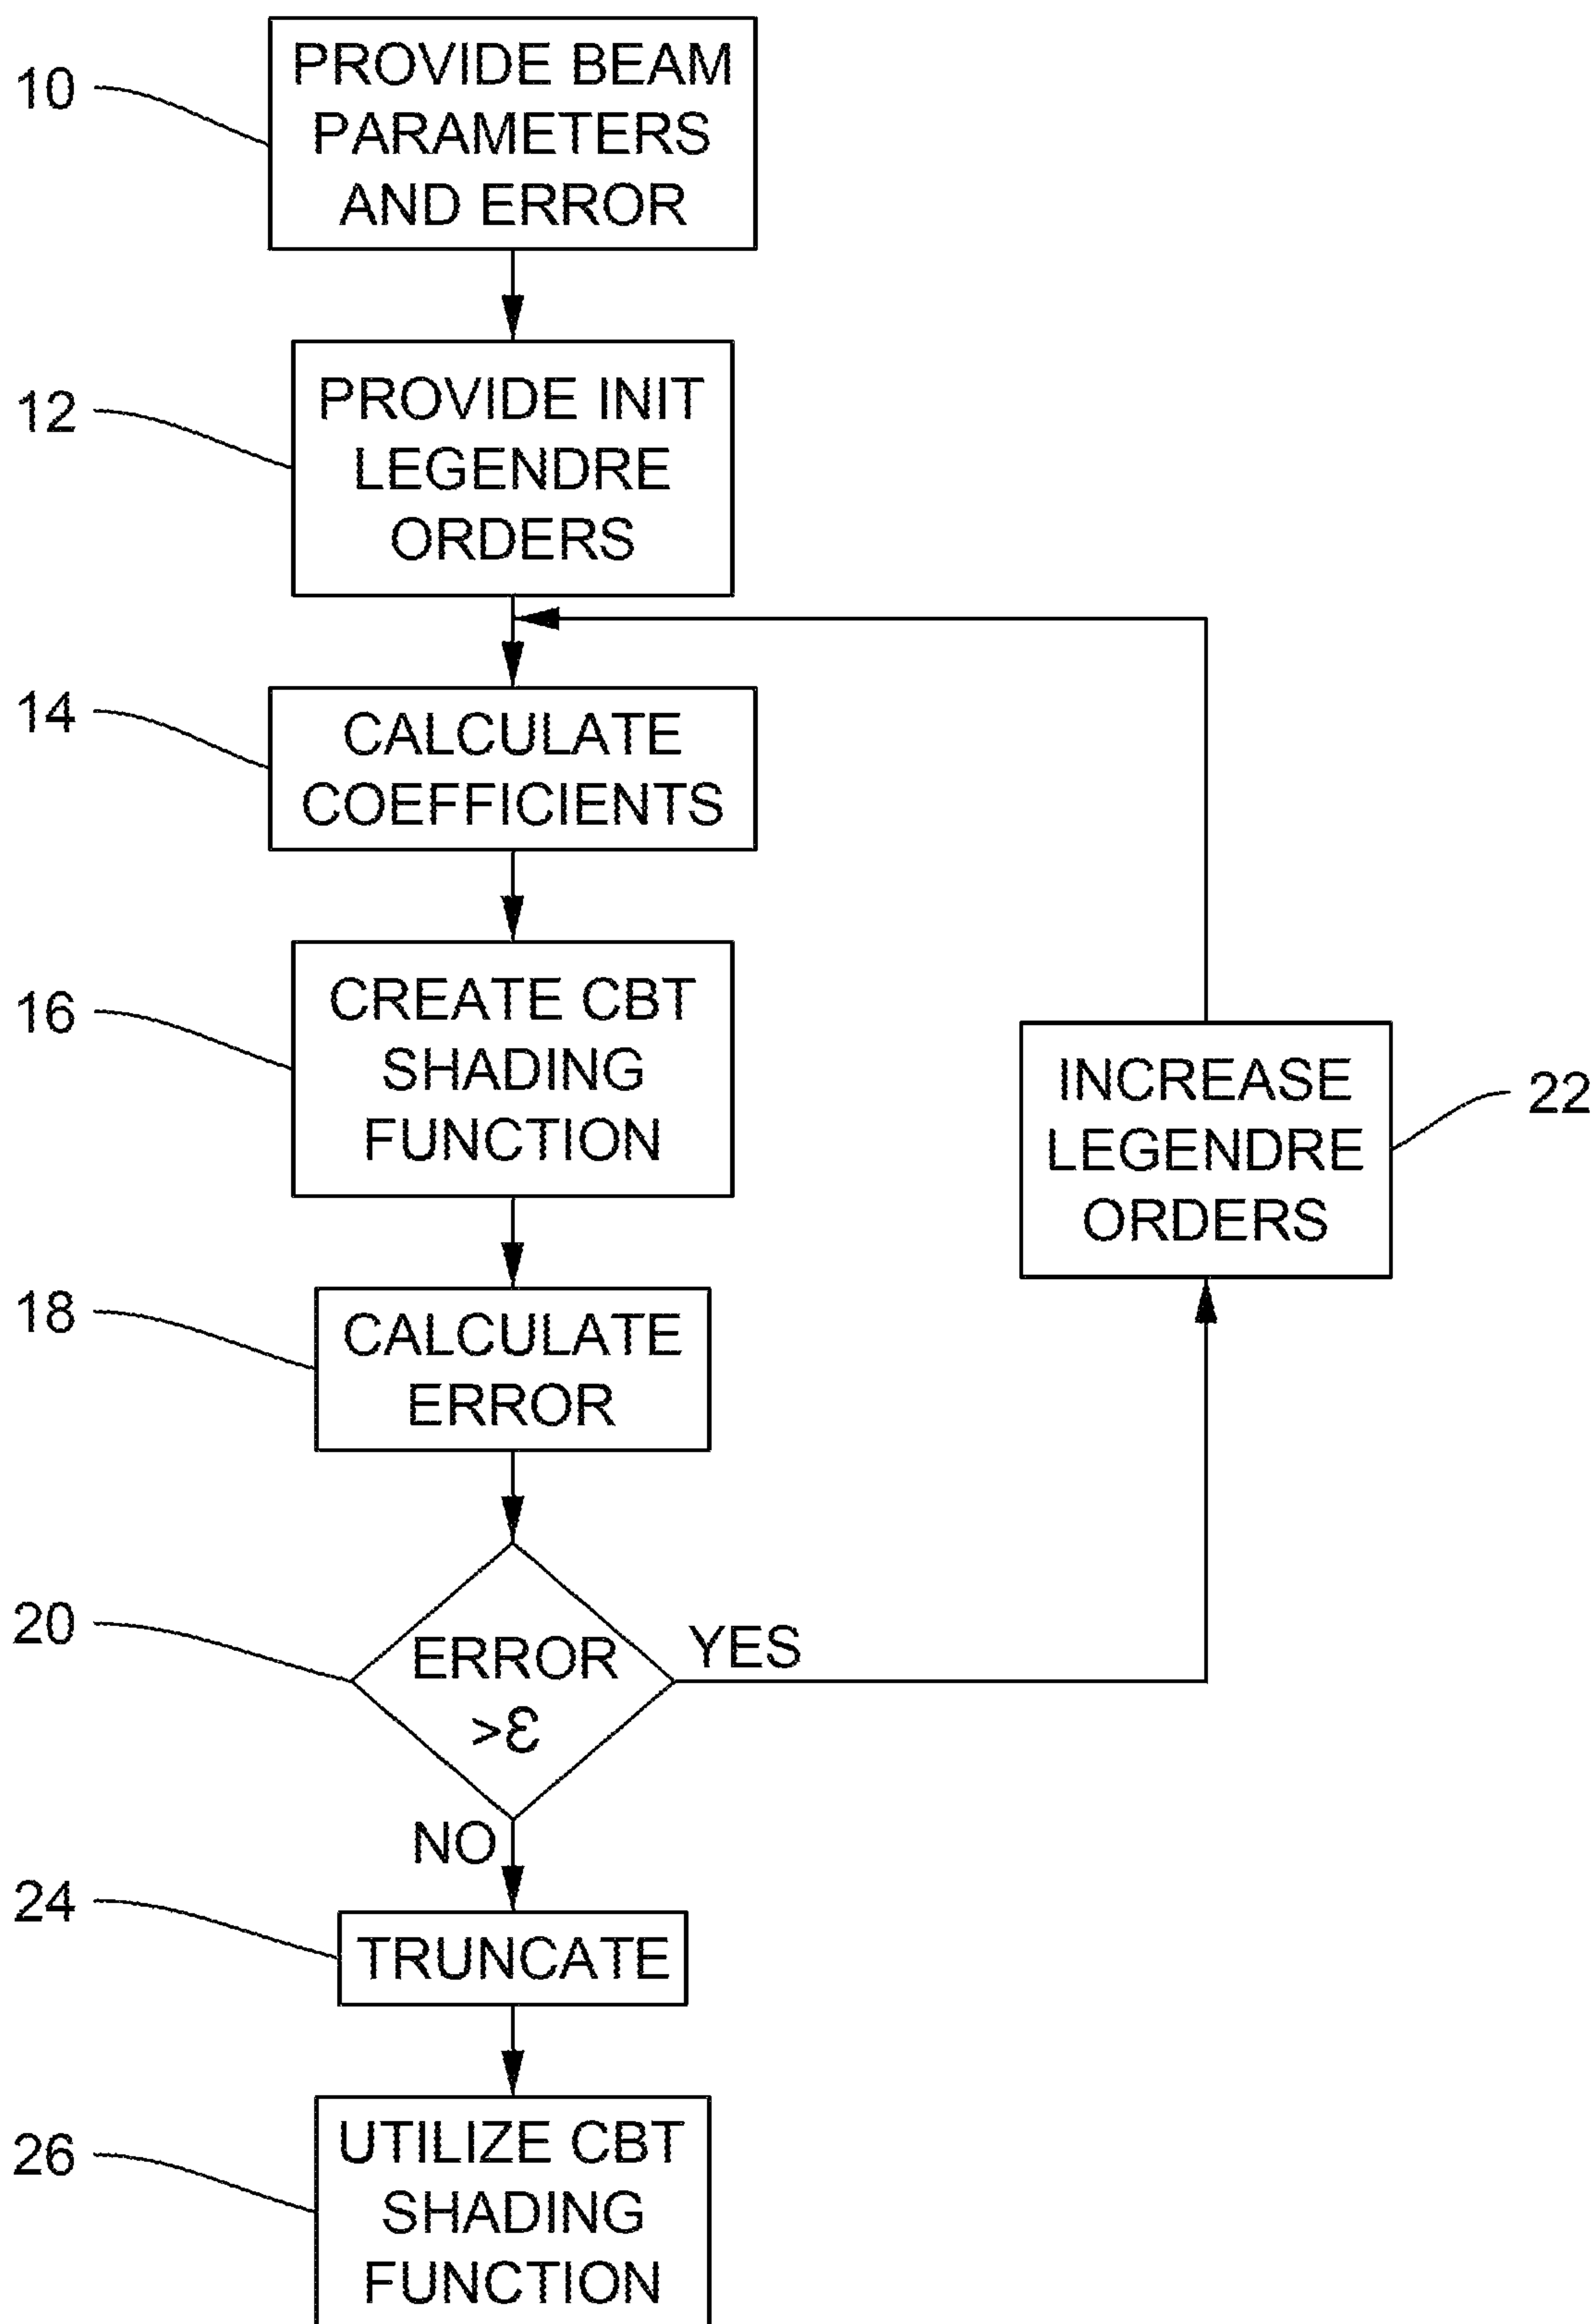 10
PROVIDE BEAM
PARAMETERS
AND ERROR
12
PROVIDE INIT
LEGENDRE
ORDERS
14
CALCULATE
COEFFICIENTS
16
CREATE CBT
SHADING
FUNCTION
INCREASE
LEGENDRE
ORDERS
22
18
CALCULATE
ERROR
20
ERROR
>Ɛ
YES
NO
24
TRUNCATE
26
UTILIZE CBT
SHADING
FUNCTION